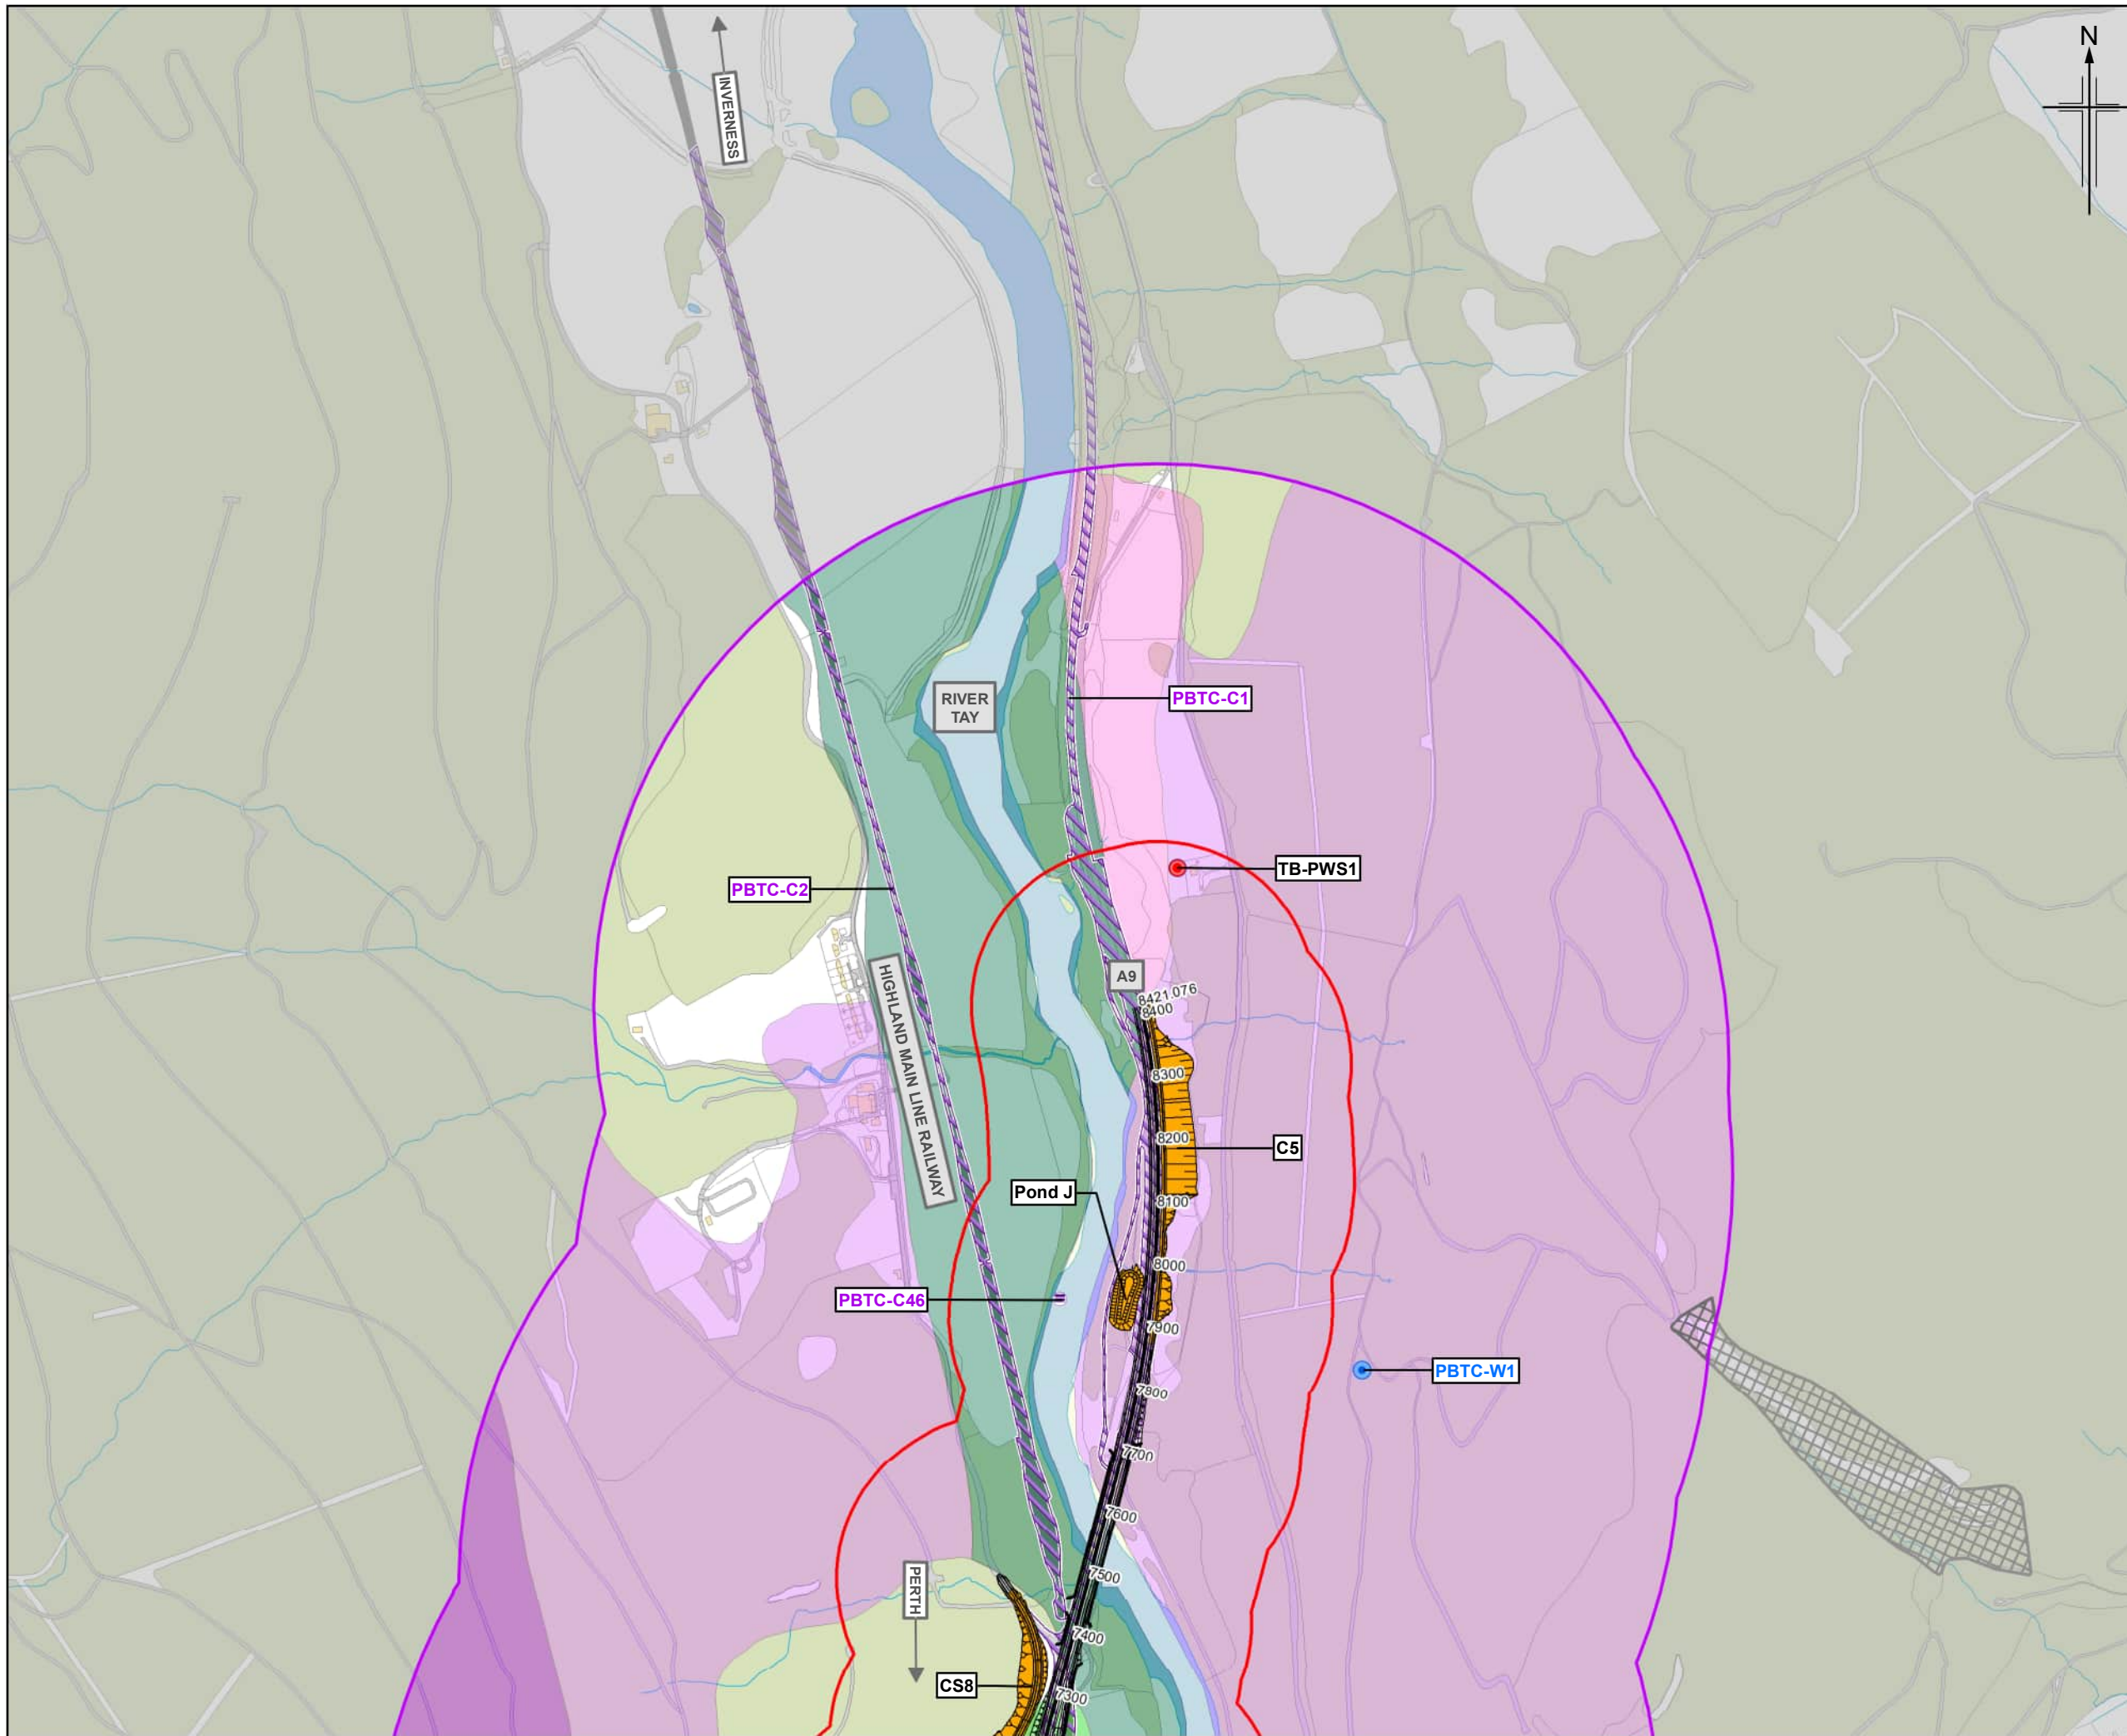 N
INVERNESS
RIVER
TAY
PBTC-C1
TB-PWS1
PBTC-C2
A9
HIGHLAND MAIN LINE RAILWAY
8421.076
8400
8300
8200
C5
8100
Pond J
8000
PBTC-C46
7900
PBTC-W1
7800
7700
7600
7500
PERTH
7400
CS8
7300